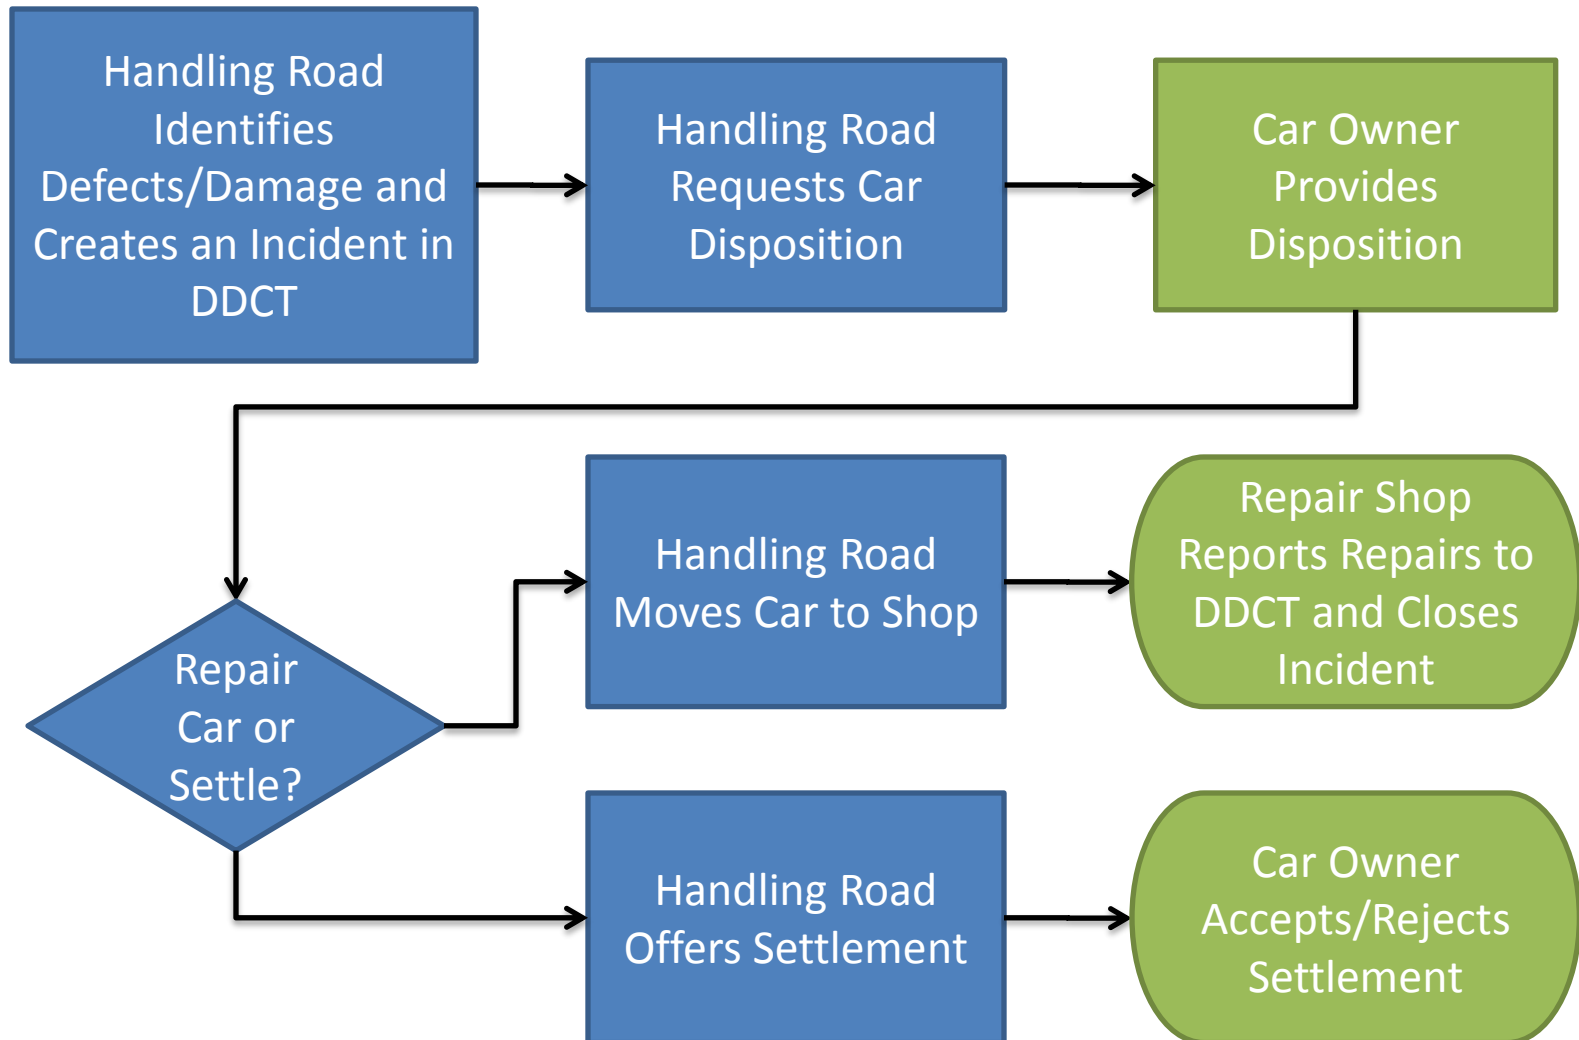 Handling Road
Identifies
Defects/Damage and
Creates an Incident in
DDCT
Handling Road
Requests Car
Disposition
Car Owner
Provides
Disposition
Repair
Car or
Settle?
Handling Road
Moves Car to Shop
Repair Shop
Reports Repairs to
DDCT and Closes
Incident
Handling Road
Offers Settlement
Car Owner
Accepts/Rejects
Settlement